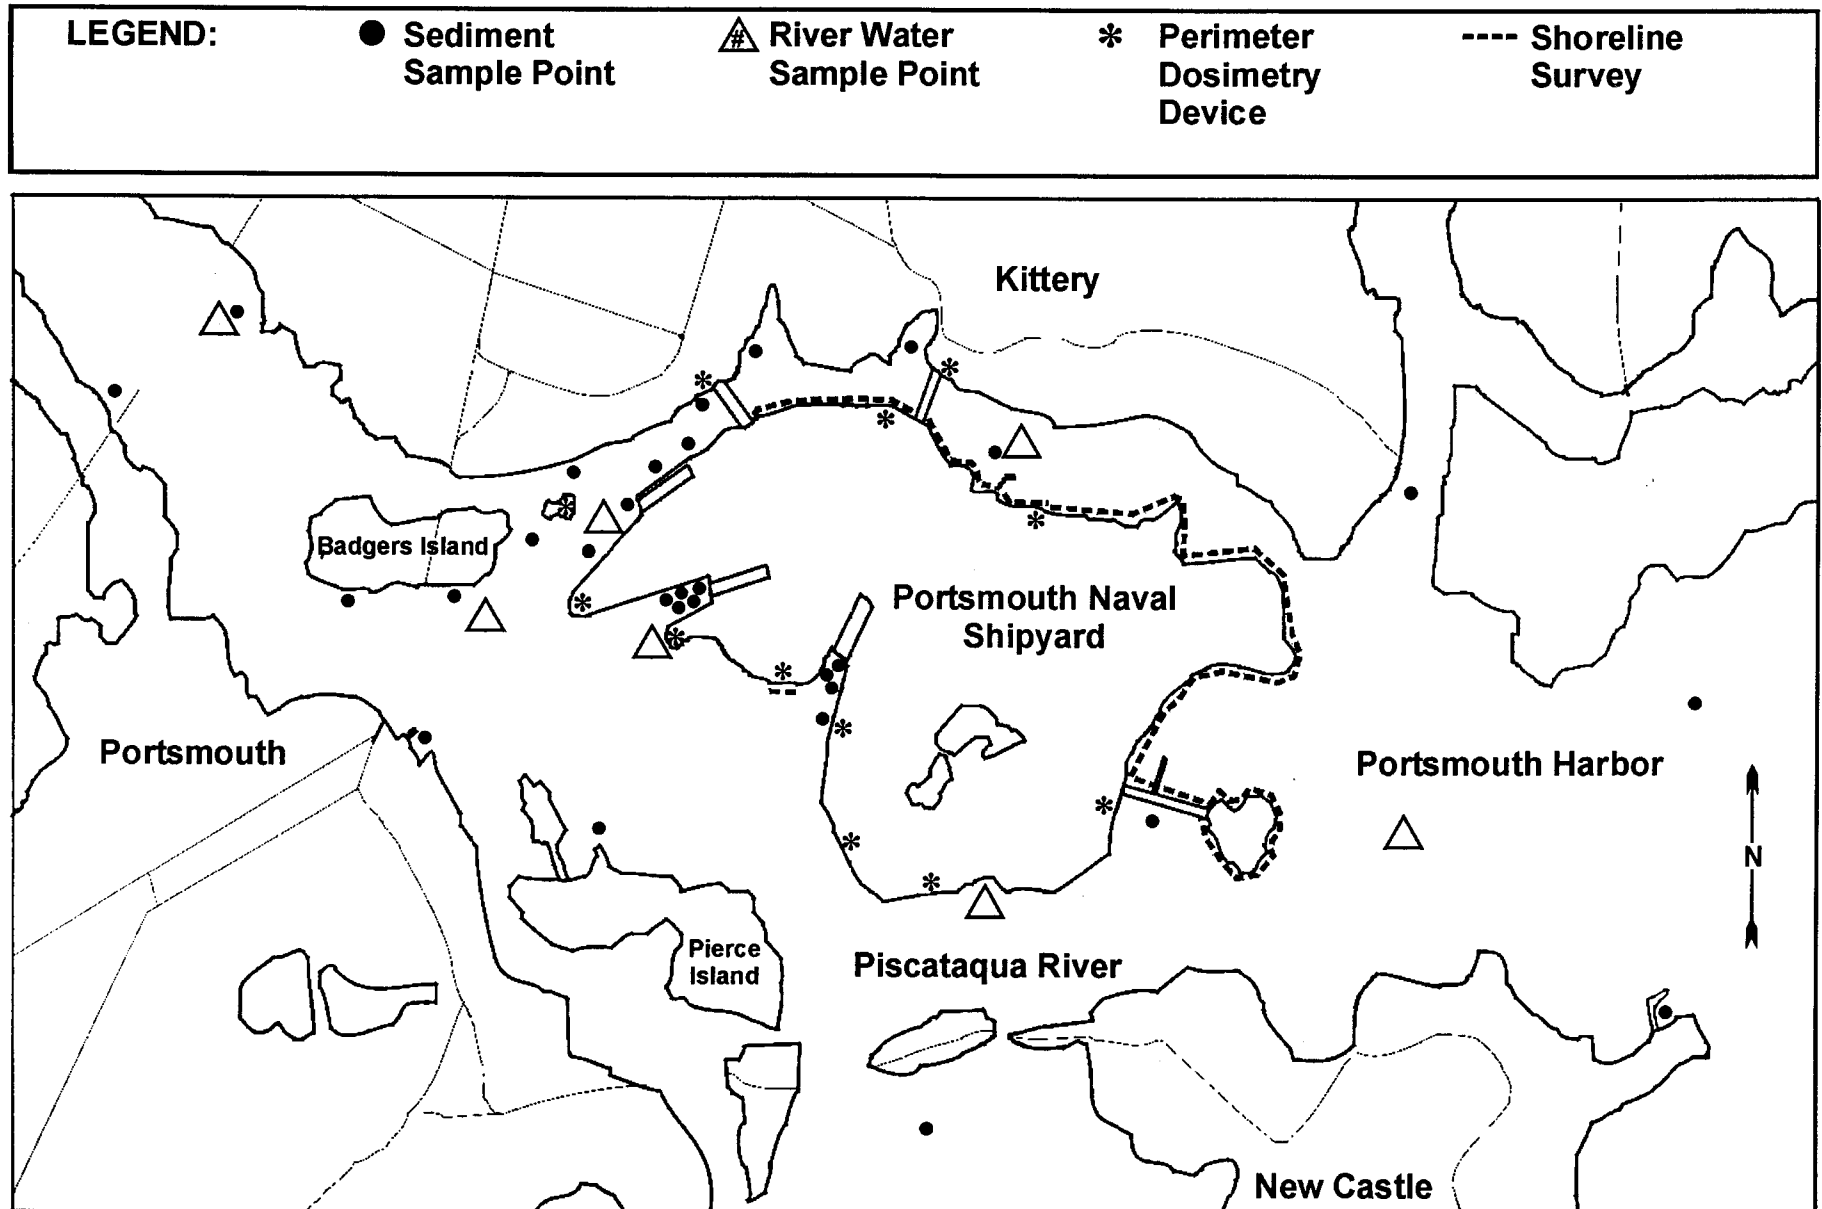 LEGEND:
Sediment
Sample Point
#
River Water
Sample Point
*
Perimeter
Dosimetry
Device
Shoreline
Survey
Kittery
Badgers Island
Portsmouth Naval
Shipyard
Portsmouth
Portsmouth Harbor
N
Pierce
Island
Piscataqua River
New Castle